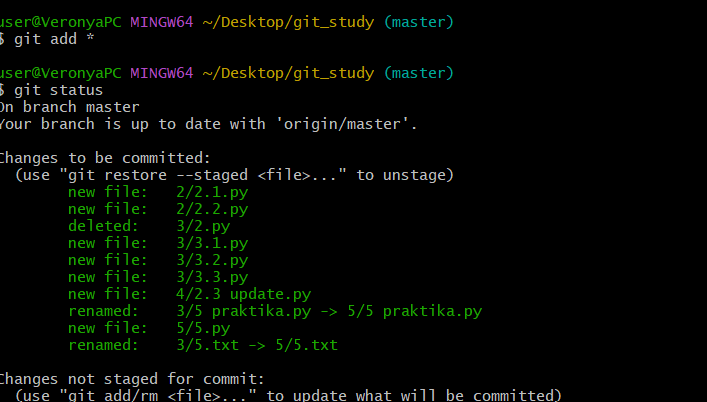 user@VeronyaPC MINGW64 ~/Desktop/git_study (master)
$ git add *
user@VeronyaPC MINGW64 ~/Desktop/git_study (master)
$ git status
On branch master
Your branch is up to date with 'origin/master'.
Changes to be committed:
(use "git restore --staged <file>..." to unstage)
new file: 2/2.1.py
new file: 2/2.2.py
deleted: 3/2.py
new file: 3/3.1.py
new file: 3/3.2.py
new file: 3/3.3.py
new file: 4/2.3 update.py
renamed: 3/5 praktika.py -> 5/5 praktika.py
new file: 5/5.py
renamed: 3/5.txt -> 5/5.txt
Changes not staged for commit:
(use "git add/rm <file>..." to update what will be committed)